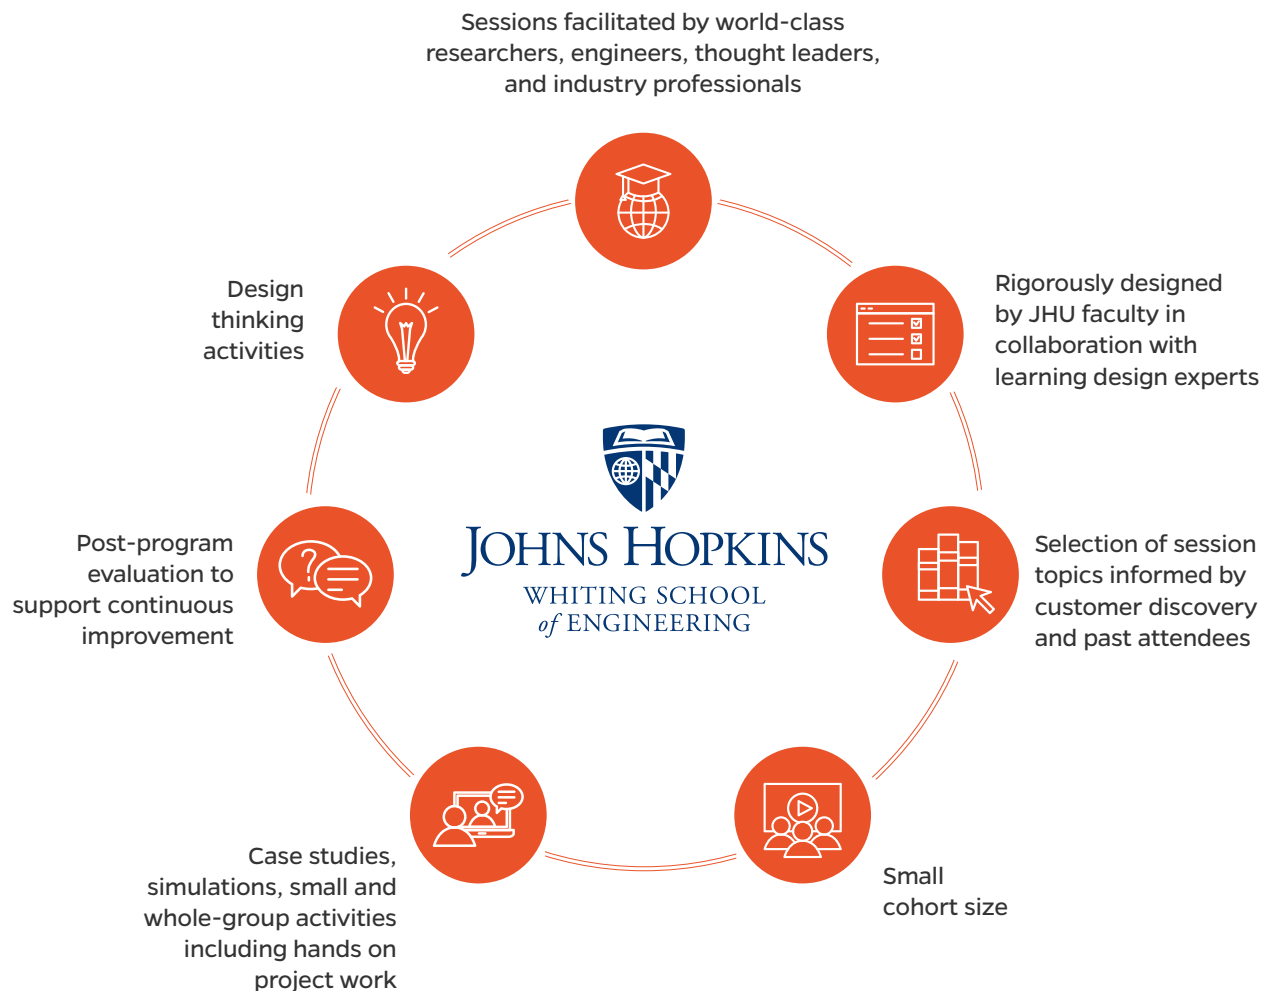 Sessions facilitated by world-class
researchers, engineers, thought leaders,
and industry professionals
Rigorously designed
by JHU faculty in
collaboration with
learning design experts
Selection of session
topics informed by
customer discovery
and past attendees
Small
cohort size
Case studies,
simulations, small and
whole-group activities
including hands on
project work
Post-program
evaluation to
support continuous
improvement
Design
thinking
activities
?
JOHNS HOPKINS
WHITING SCHOOL
of ENGINEERING